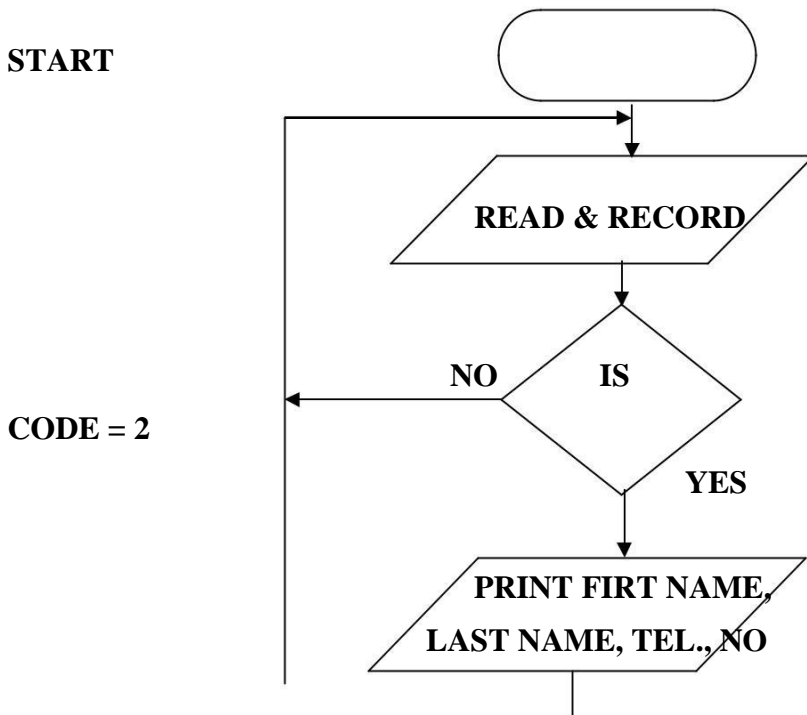 START
READ & RECORD
NO
IS
CODE = 2
YES
PRINT FIRT NAME,
LAST NAME, TEL., NO